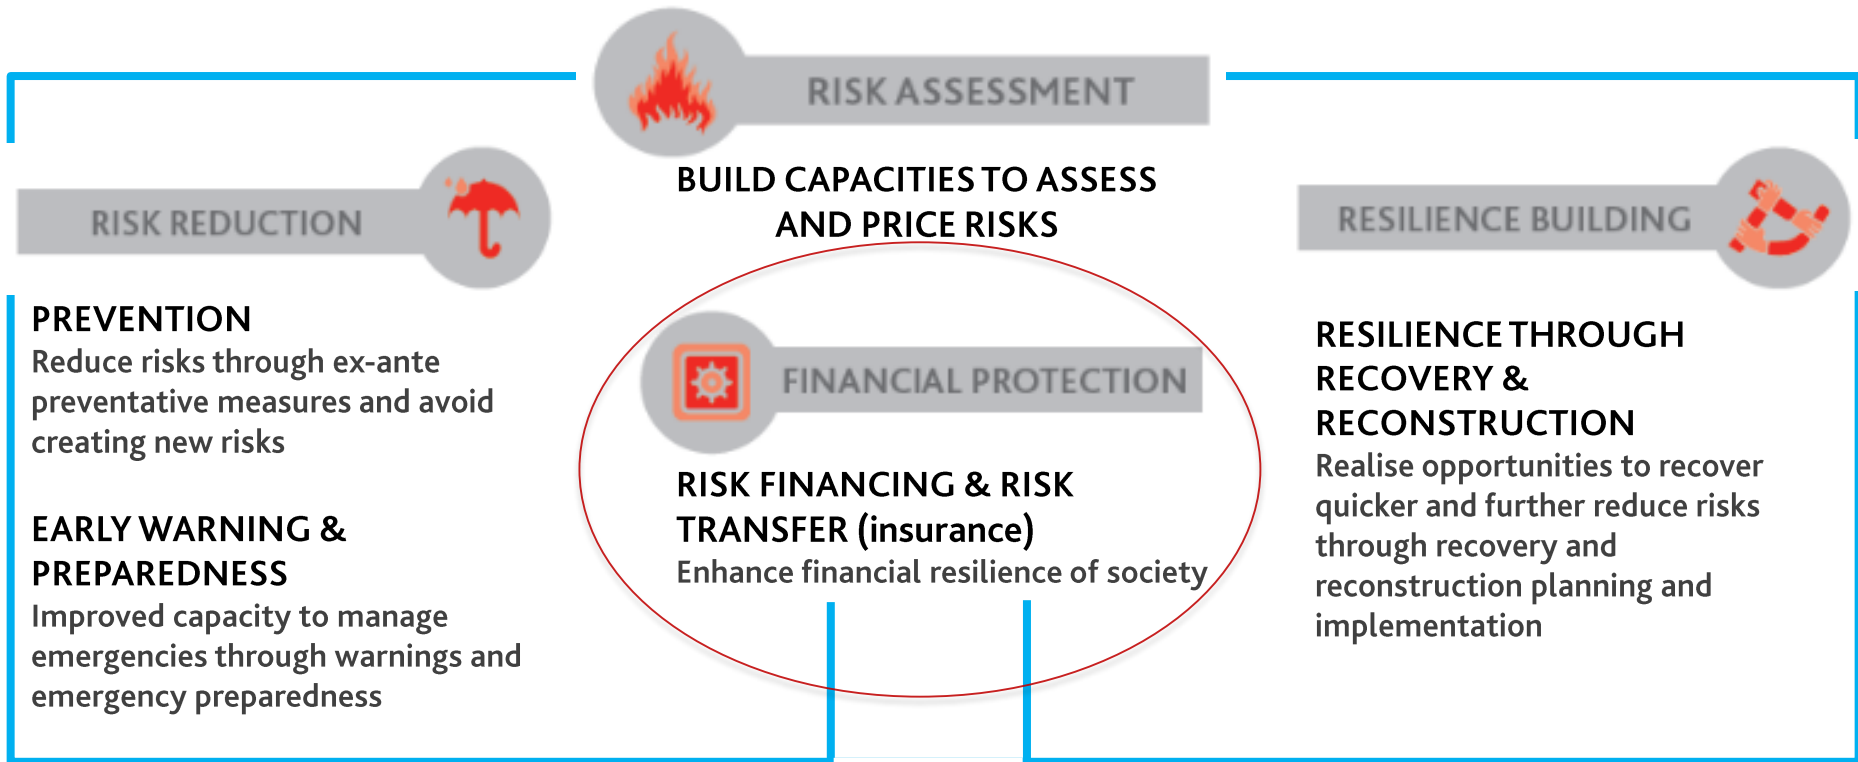 RISK ASSESSMENT
BUILD CAPACITIES TO ASSESS
AND PRICE RISKS
RISK REDUCTION
PREVENTION
Reduce risks through ex-ante
preventative measures and avoid
creating new risks
EARLY WARNING &
PREPAREDNESS
Improved capacity to manage
emergencies through warnings and
emergency preparedness
FINANCIAL PROTECTION
RISK FINANCING & RISK
TRANSFER (insurance)
Enhance financial resilience of society
RESILIENCE BUILDING
RESILIENCE THROUGH
RECOVERY &
RECONSTRUCTION
Realise opportunities to recover
quicker and further reduce risks
through recovery and
reconstruction planning and
implementation